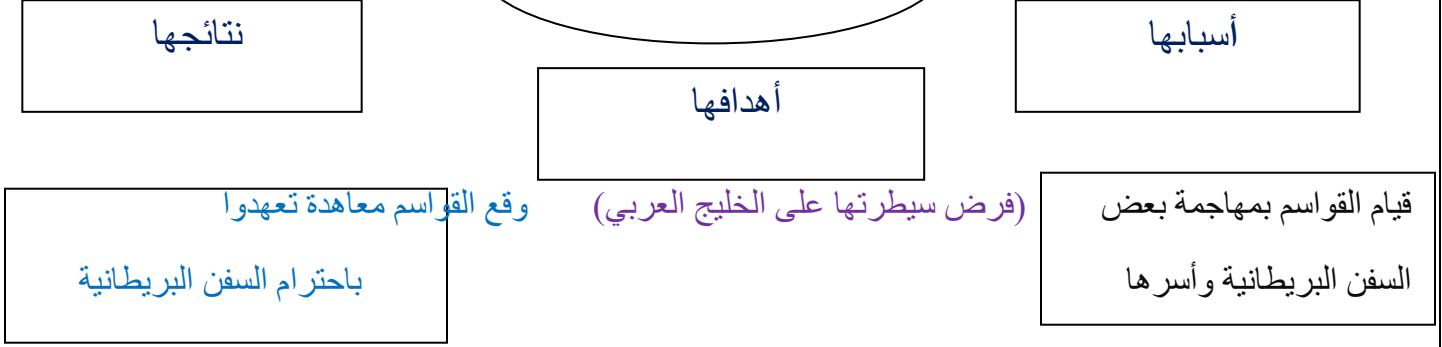 أسبابها
نتائجها
أهدافها
قيام القواسم بمهاجمة بعض (فرض سيطرتها على الخليج العربي) وقع القواسم معاهدة تعهدوا
السفن البريطانية وأسرها باحترام السفن البريطانية